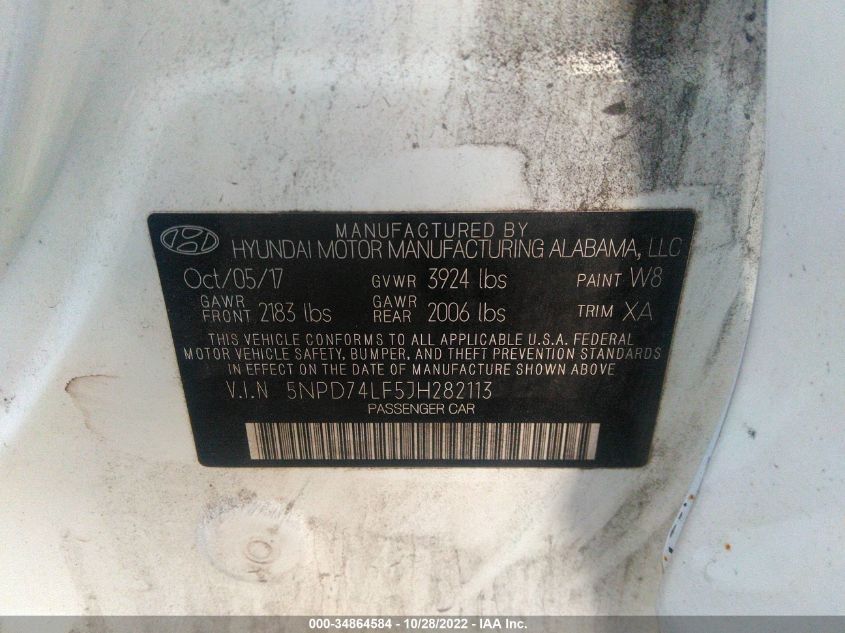 MANUFACTURED BY
HYUNDAI MOTOR MANUFACTURING ALABAMA, LLC
Oct/05/17 GVWR 3924 lbs PAINT W8
GAWR FRONT 2183 lbs GAWR REAR 2006 lbs TRIM XA
THIS VEHICLE CONFORMS TO ALL APPLICABLE U.S.A. FEDERAL
MOTOR VEHICLE SAFETY, BUMPER, AND THEFT PREVENTION STANDARDS
IN EFFECT ON THE DATE OF MANUFACTURE SHOWN ABOVE
V.I.N 5NPD74LF5JH282113
PASSENGER CAR
000-34864584 - 10/28/2022 - Copart, Inc.